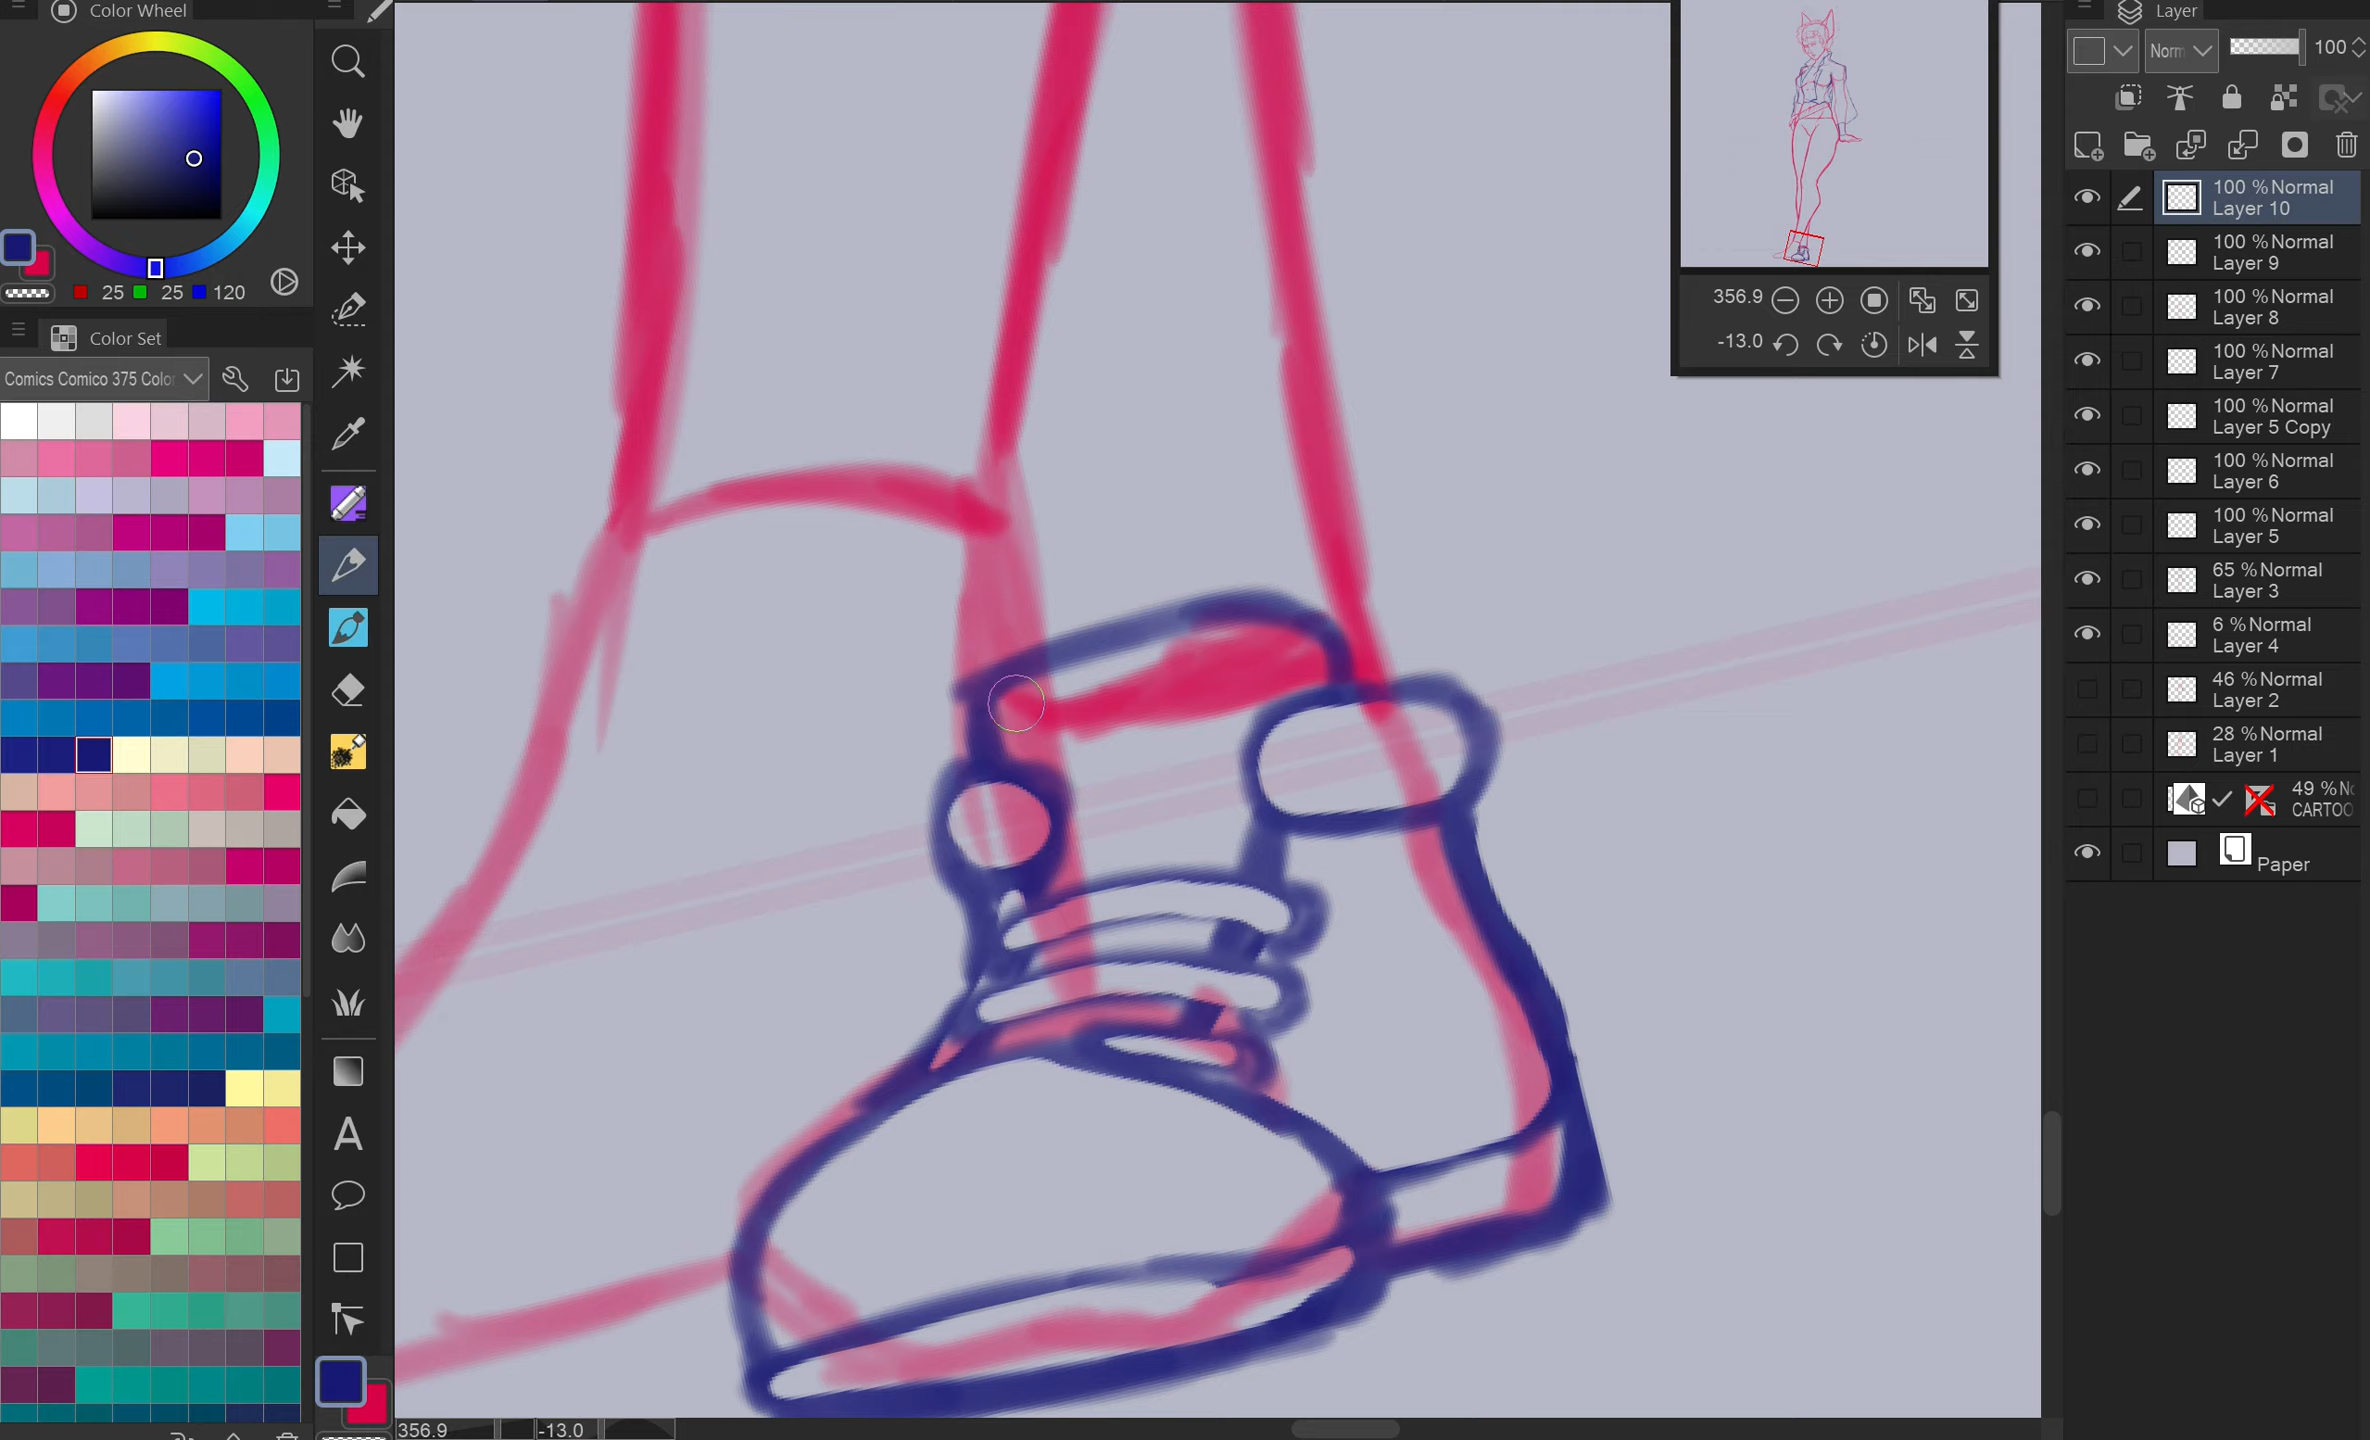 Color Wheel
25 25 120
Color Set
Comics Comico 375 Color
A
356.9
-13.0
356.9 -13.0
Layer
Norm 100
100 %Normal
Layer 10
100 %Normal
Layer 9
100 %Normal
Layer 8
100 %Normal
Layer 7
100 %Normal
Layer 5 Copy
100 %Normal
Layer 6
100 %Normal
Layer 5
65 %Normal
Layer 3
6 %Normal
Layer 4
46 %Normal
Layer 2
28 %Normal
Layer 1
49 %No
CARTOO
Paper